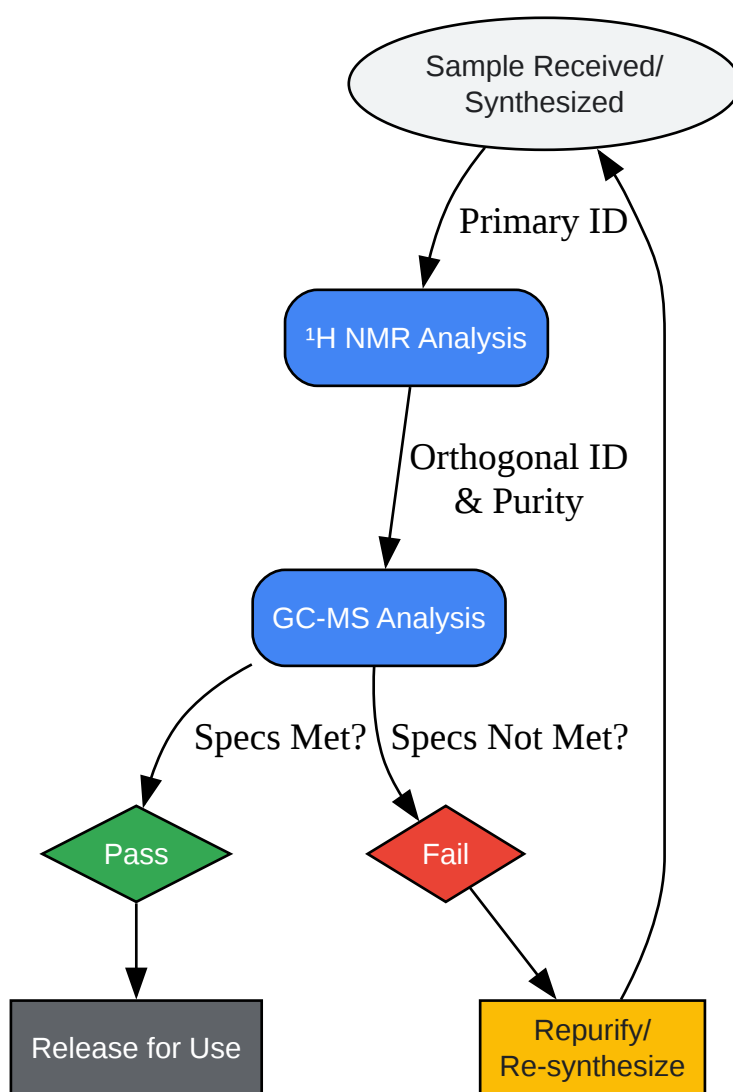 Sample Received/
Synthesized
Primary ID
¹H NMR Analysis
Orthogonal ID
& Purity
GC-MS Analysis
Specs Met?
Specs Not Met?
Pass
Fail
Release for Use
Repurify/
Re-synthesize